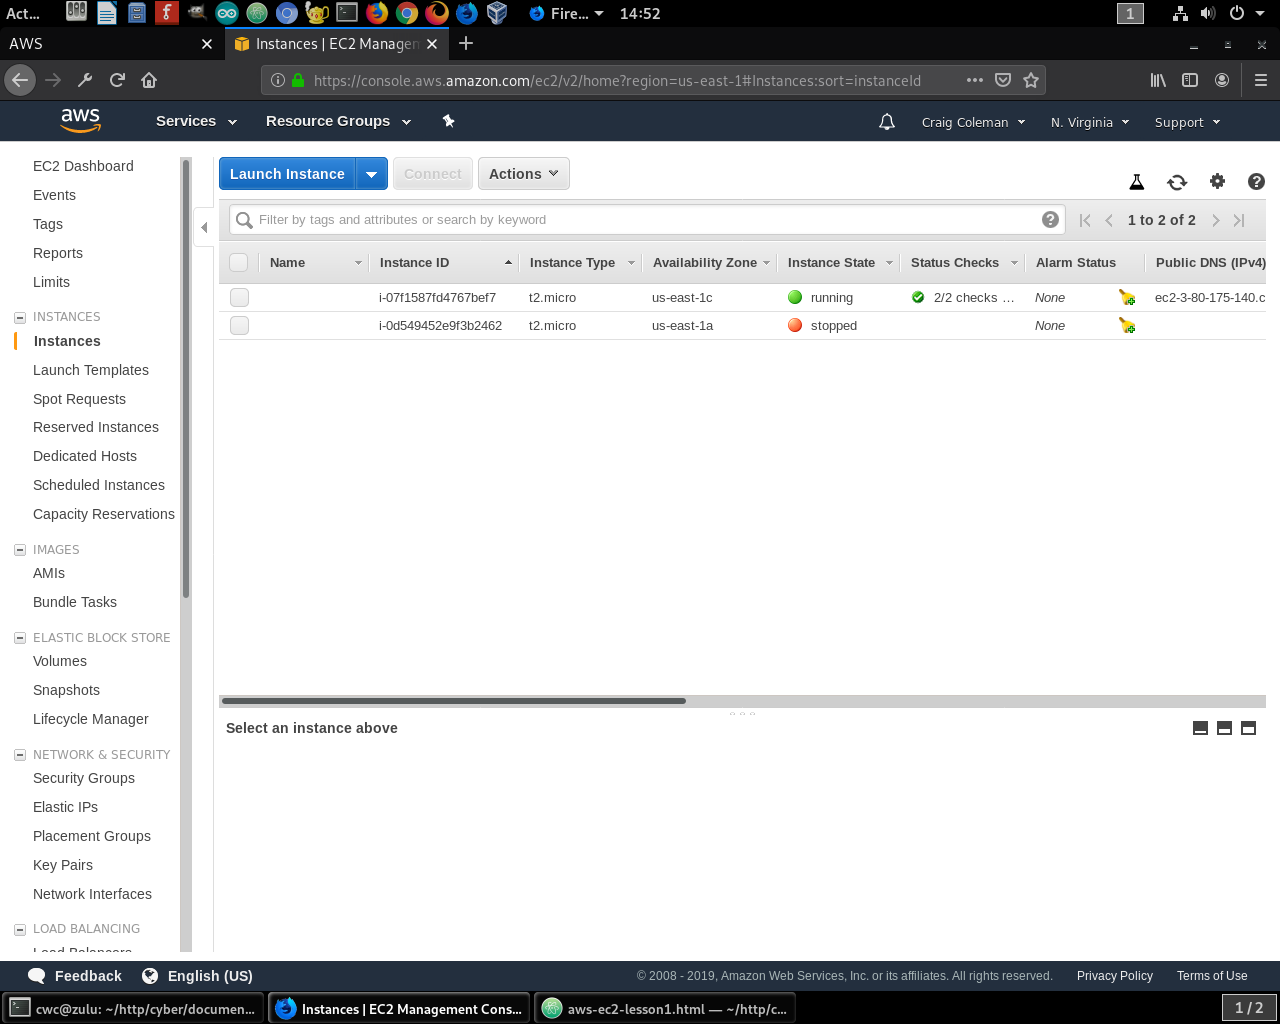 Act...
Fire...
14:52
1
AWS
Instances | EC2 Managemen
https://console.aws.amazon.com/ec2/v2/home?region=us-east-1#Instances:sort=instanceId
aws
Services
Resource Groups
Craig Coleman
N. Virginia
Support
EC2 Dashboard
Events
Tags
Reports
Limits
INSTANCES
Instances
Launch Templates
Spot Requests
Reserved Instances
Dedicated Hosts
Scheduled Instances
Capacity Reservations
IMAGES
AMIs
Bundle Tasks
ELASTIC BLOCK STORE
Volumes
Snapshots
Lifecycle Manager
NETWORK & SECURITY
Security Groups
Elastic IPs
Placement Groups
Key Pairs
Network Interfaces
LOAD BALANCING
Load Balancers
Launch Instance
Connect
Actions
Filter by tags and attributes or search by keyword
1 to 2 of 2
Name Instance ID Instance Type Availability Zone Instance State Status Checks Alarm Status Public DNS (IPv4)
i-07f1587fd4767bef7 t2.micro us-east-1c running 2/2 checks ... None ec2-3-80-175-140.c
i-0d549452e9f3b2462 t2.micro us-east-1a stopped None
Select an instance above
Feedback
English (US)
© 2008 - 2019, Amazon Web Services, Inc. or its affiliates. All rights reserved.
Privacy Policy
Terms of Use
cwc@zulu: ~/http/cyber/documen...
Instances | EC2 Management Cons...
aws-ec2-lesson1.html — ~/http/c...
1 / 2